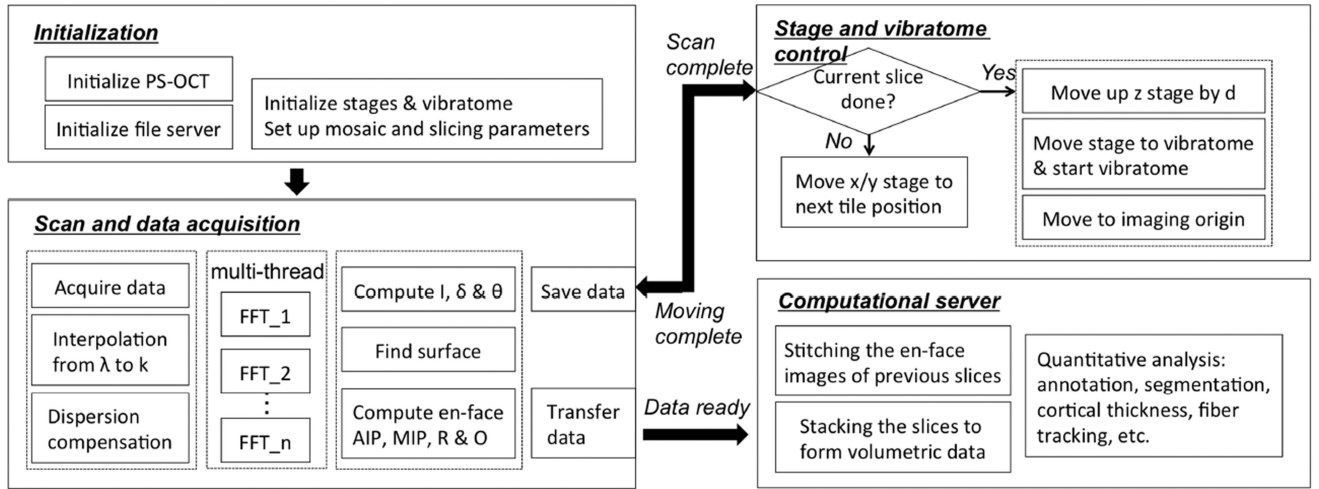 Initialization
Initialize PS-OCT
Initialize file server
Initialize stages & vibratome
Set up mosaic and slicing parameters
Scan and data acquisition
Acquire data
Interpolation
from λ to k
Dispersion
compensation
multi-thread
FFT_1
FFT_2
FFT_n
Compute I, δ & θ
Find surface
Compute en-face
AIP, MIP, R & O
Save data
Transfer
data
Scan
complete
Moving
complete
Data ready
Stage and vibratome
control
Current slice
done?
Yes
No
Move x/y stage to
next tile position
Move up z stage by d
Move stage to vibratome
& start vibratome
Move to imaging origin
Computational server
Stitching the en-face
images of previous slices
Stacking the slices to
form volumetric data
Quantitative analysis:
annotation, segmentation,
cortical thickness, fiber
tracking, etc.